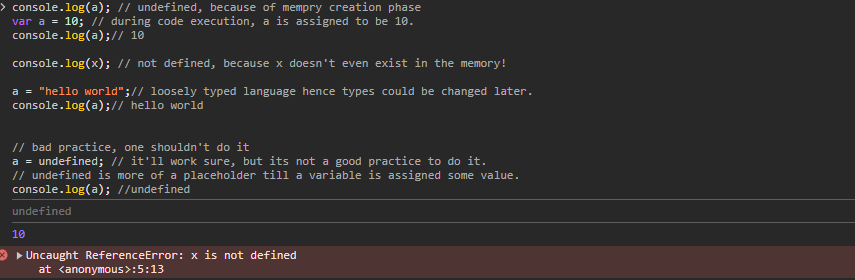 console.log(a); // undefined, because of mempry creation phase
var a = 10; // during code execution, a is assigned to be 10.
console.log(a);// 10
console.log(x); // not defined, because x doesn't even exist in the memory!
a = "hello world";// loosely typed language hence types could be changed later.
console.log(a);// hello world
// bad practice, one shouldn't do it
a = undefined; // it'll work sure, but its not a good practice to do it.
// undefined is more of a placeholder till a variable is assigned some value.
console.log(a); //undefined
undefined
10
Uncaught ReferenceError: x is not defined
at <anonymous>:5:13